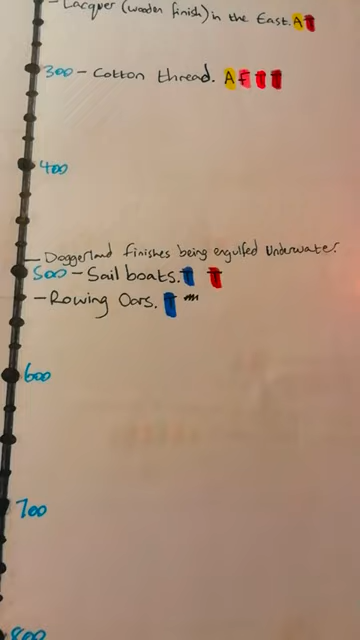 - Lacquer (wooden finish) in the East. A T
300 - Cotton thread. A F T T
400
Doggerland finishes being engulfed Underwater.
500 - Sail boats. T T
- Rowing Oars. T
600
700
800